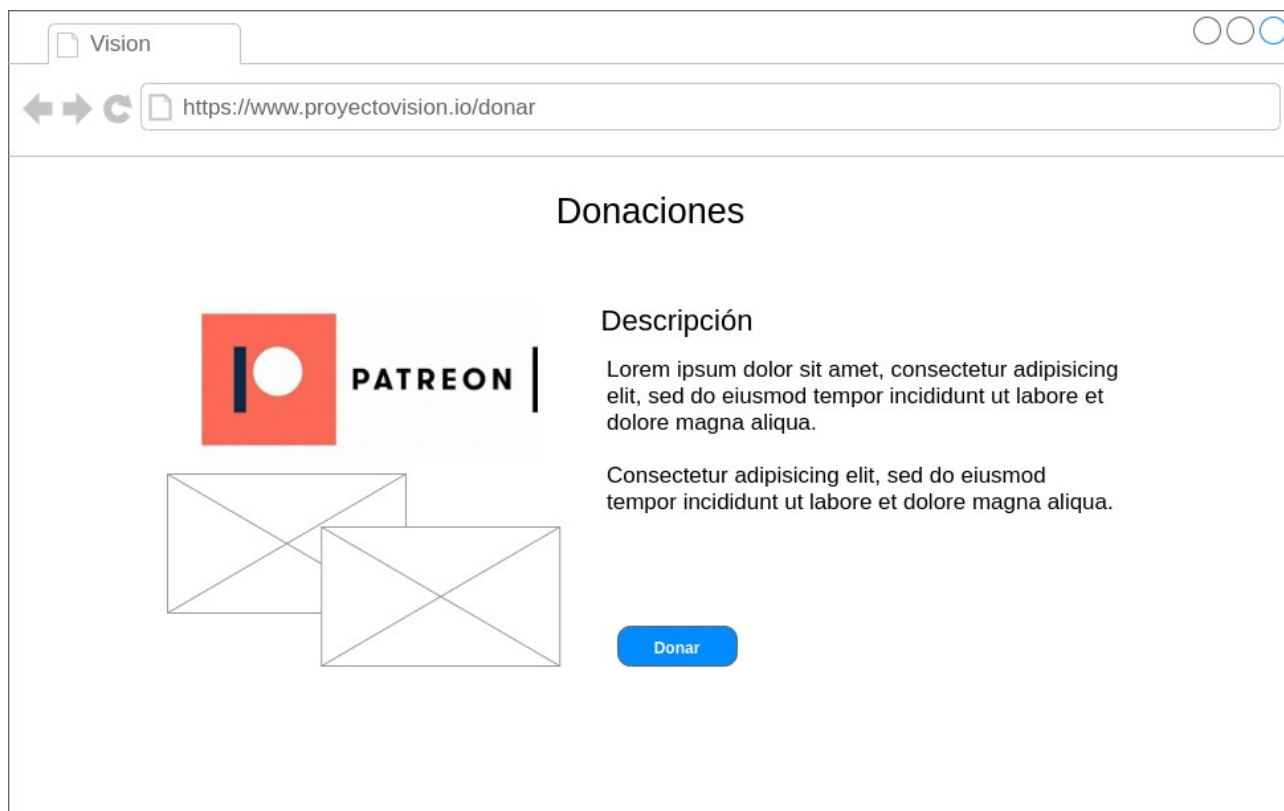 Vision
https://www.proyectovision.io/donar
Donaciones
PATREON
Descripción
Lorem ipsum dolor sit amet, consectetur adipisicing
elit, sed do eiusmod tempor incididunt ut labore et
dolore magna aliqua.
Consectetur adipisicing elit, sed do eiusmod
tempor incididunt ut labore et dolore magna aliqua.
Donar